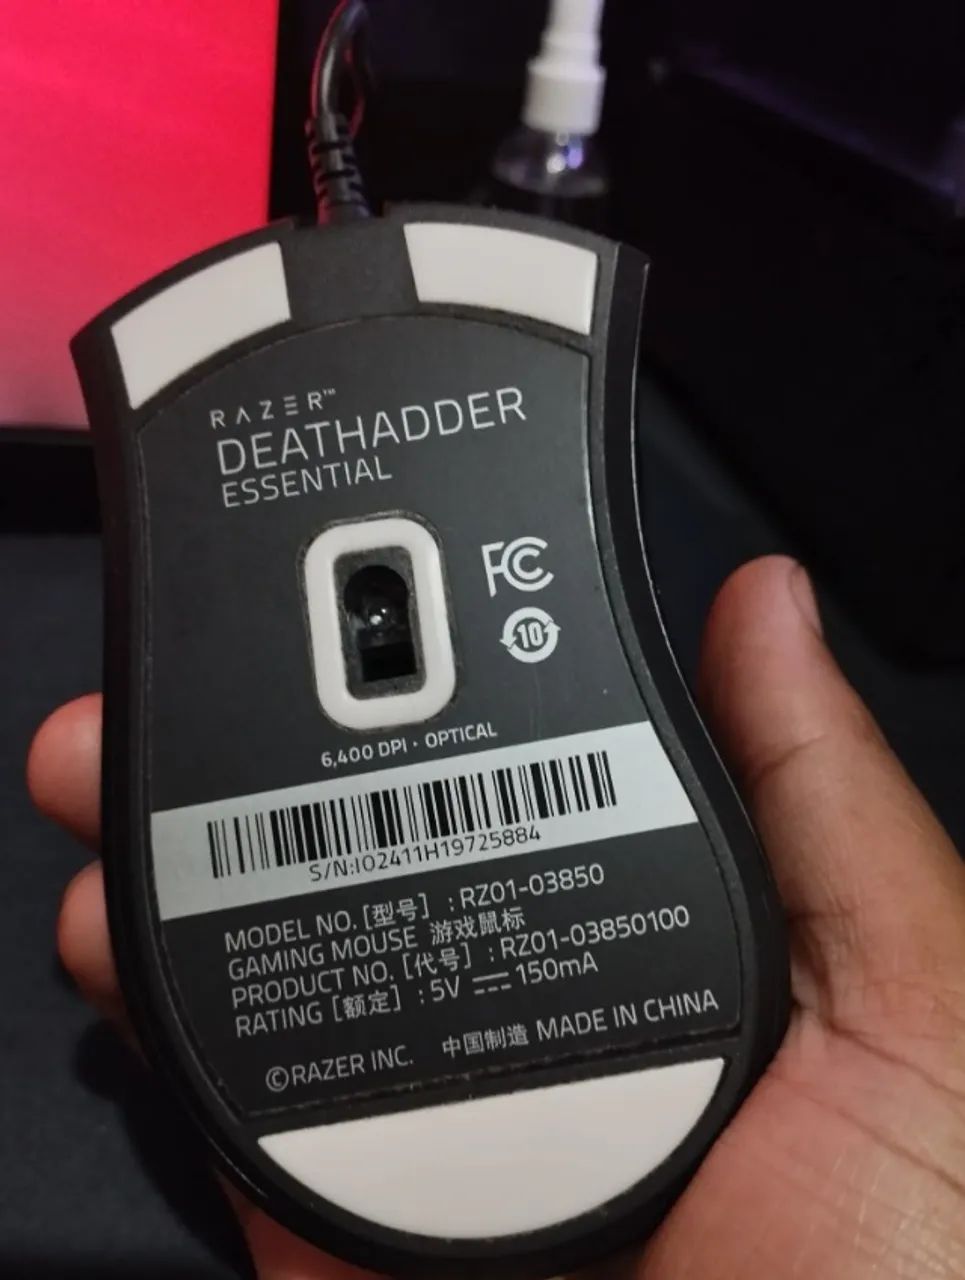 RAZER™
DEATHADDER
ESSENTIAL
FC
10
6,400 DPI · OPTICAL
S/N:IO2411H19725884
MODEL NO.[型号] :RZ01-03850
GAMING MOUSE 游戏鼠标
PRODUCT NO.[代号] :RZ01-03850100
RATING [额定] :5V ⎓ 150mA
©RAZER INC. 中国制造 MADE IN CHINA